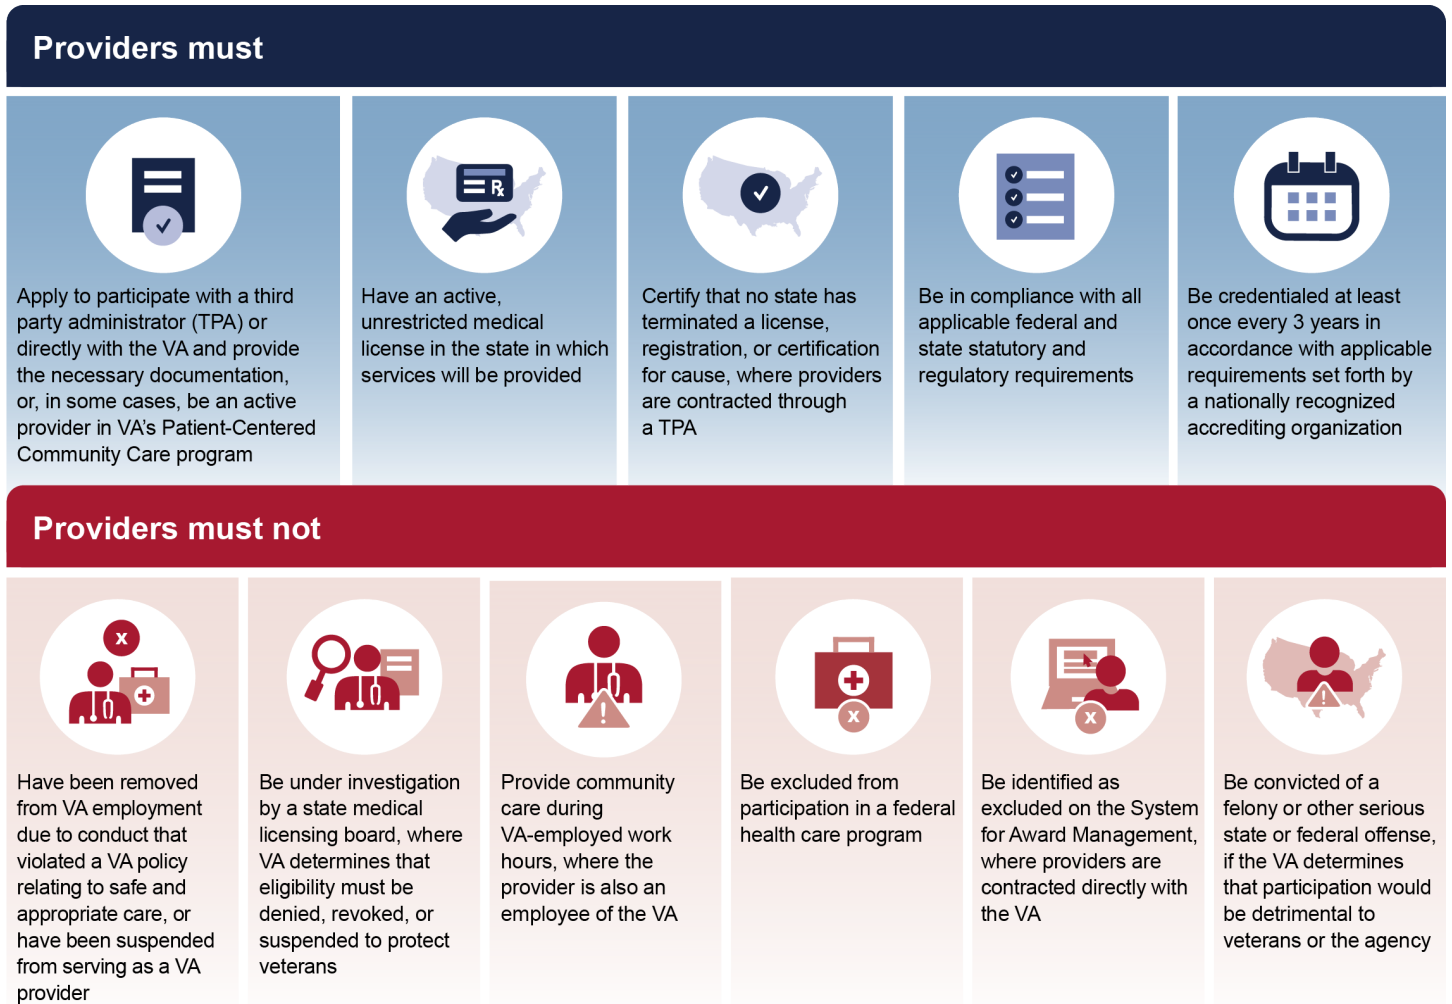 Providers must
Apply to participate with a third
party administrator (TPA) or
directly with the VA and provide
the necessary documentation,
or, in some cases, be an active
provider in VA's Patient-Centered
Community Care program
Rx
Have an active,
unrestricted medical
license in the state in which
services will be provided
Certify that no state has
terminated a license,
registration, or certification
for cause, where providers
are contracted through
a TPA
Be in compliance with all
applicable federal and
state statutory and
regulatory requirements
Be credentialed at least
once every 3 years in
accordance with applicable
requirements set forth by
a nationally recognized
accrediting organization
Providers must not
x
Have been removed
from VA employment
due to conduct that
violated a VA policy
relating to safe and
appropriate care, or
have been suspended
from serving as a VA
provider
Be under investigation
by a state medical
licensing board, where
VA determines that
eligibility must be
denied, revoked, or
suspended to protect
veterans
!
Provide community
care during
VA-employed work
hours, where the
provider is also an
employee of the VA
x
Be excluded from
participation in a federal
health care program
x
Be identified as
excluded on the System
for Award Management,
where providers are
contracted directly with
the VA
!
Be convicted of a
felony or other serious
state or federal offense,
if the VA determines
that participation would
be detrimental to
veterans or the agency